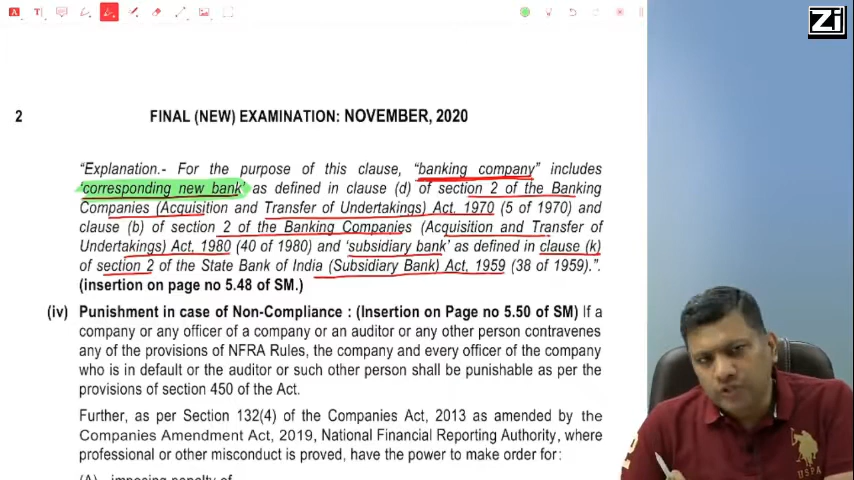 Zi
2 FINAL (NEW) EXAMINATION: NOVEMBER, 2020
"Explanation.- For the purpose of this clause, "banking company" includes
'corresponding new bank' as defined in clause (d) of section 2 of the Banking
Companies (Acquisition and Transfer of Undertakings) Act, 1970 (5 of 1970) and
clause (b) of section 2 of the Banking Companies (Acquisition and Transfer of
Undertakings) Act, 1980 (40 of 1980) and 'subsidiary bank' as defined in clause (k)
of section 2 of the State Bank of India (Subsidiary Bank) Act, 1959 (38 of 1959).".
(insertion on page no 5.48 of SM.)
(iv) Punishment in case of Non-Compliance : (Insertion on Page no 5.50 of SM) If a
company or any officer of a company or an auditor or any other person contravenes
any of the provisions of NFRA Rules, the company and every officer of the company
who is in default or the auditor or such other person shall be punishable as per the
provisions of section 450 of the Act.
Further, as per Section 132(4) of the Companies Act, 2013 as amended by the
Companies Amendment Act, 2019, National Financial Reporting Authority, where
professional or other misconduct is proved, have the power to make order for:
(A) imposing penalty of
USPA